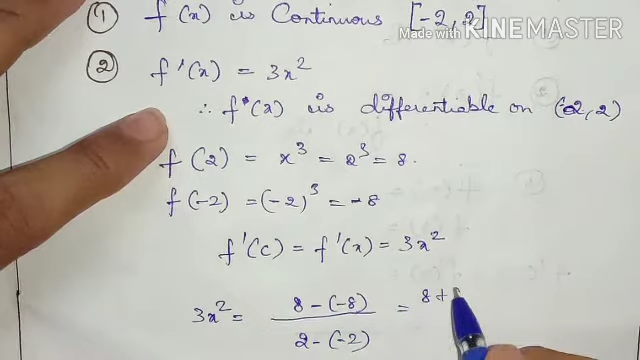 ① f(x) is Continuous [-2, 2]
Made with KINEMASTER
② f'(x) = 3x²
∴ f(x) is differentiable on (-2, 2)
f(2) = x³ = 2³ = 8.
f(-2) = (-2)³ = -8
f'(c) = f'(x) = 3x²
3x² = 8 - (-8) / 2 - (-2) = 8 +